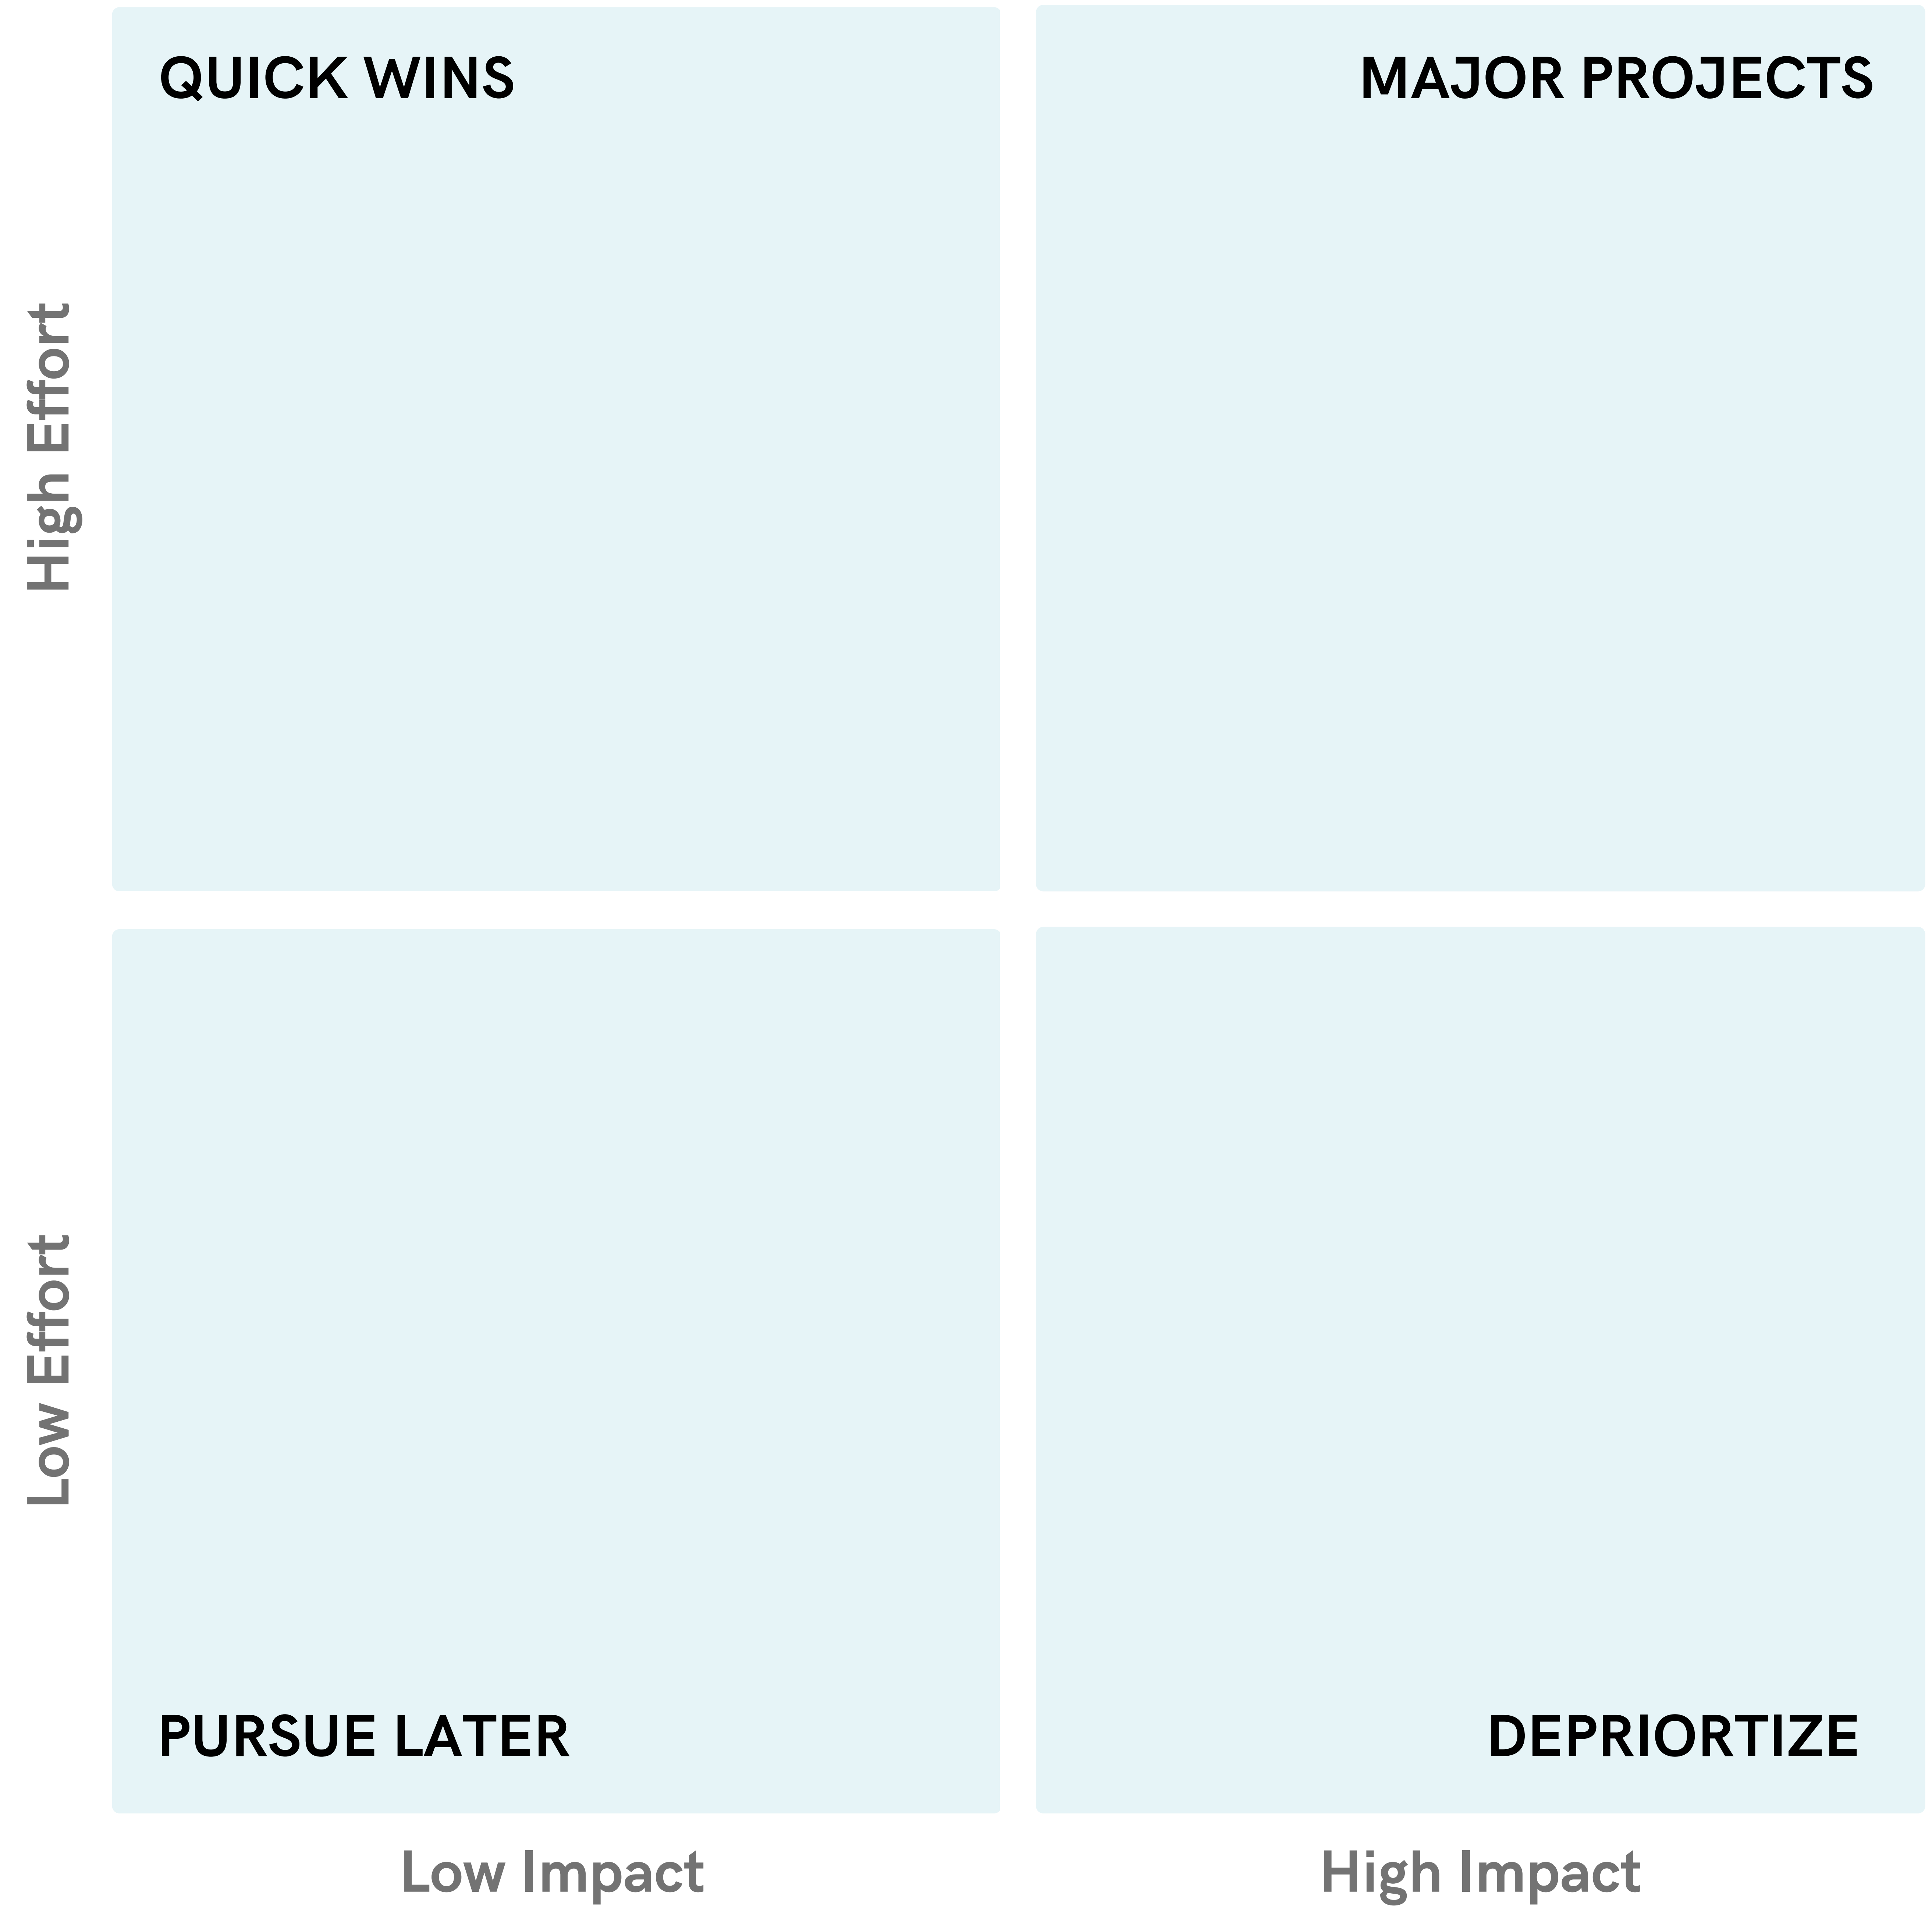 QUICK WINS
MAJOR PROJECTS
High Effort
Low Effort
PURSUE LATER
DEPRIORTIZE
Low Impact
High Impact